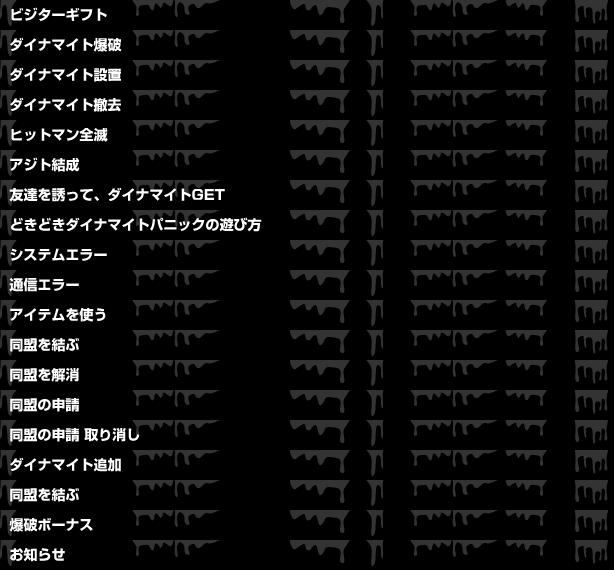 ビジターギフト
ダイナマイト爆破
ダイナマイト設置
ダイナマイト撤去
ヒットマン全滅
アジト結成
友達を誘って、ダイナマイトGET
どきどきダイナマイトパニックの遊び方
システムエラー
通信エラー
アイテムを使う
同盟を結ぶ
同盟を解消
同盟の申請
同盟の申請 取り消し
ダイナマイト追加
同盟を結ぶ
爆破ボーナス
お知らせ